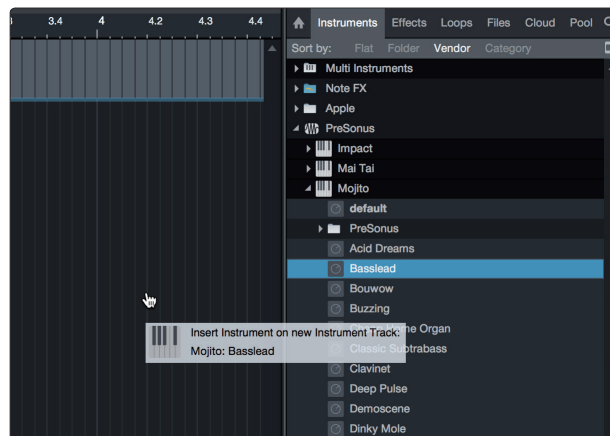 3.4 4 4.2 4.3 4.4
Instruments Effects Loops Files Cloud Pool
Sort by: Flat Folder Vendor Category
Multi Instruments
Note FX
Apple
PreSonus
Impact
Mai Tai
Mojito
default
PreSonus
Acid Dreams
Basslead
Bouwow
Buzzing
Insert Instrument on new Instrument Track:
Organ
Mojito: Basslead
Classic Subtrabass
Clavinet
Deep Pulse
Demoscene
Dinky Mole